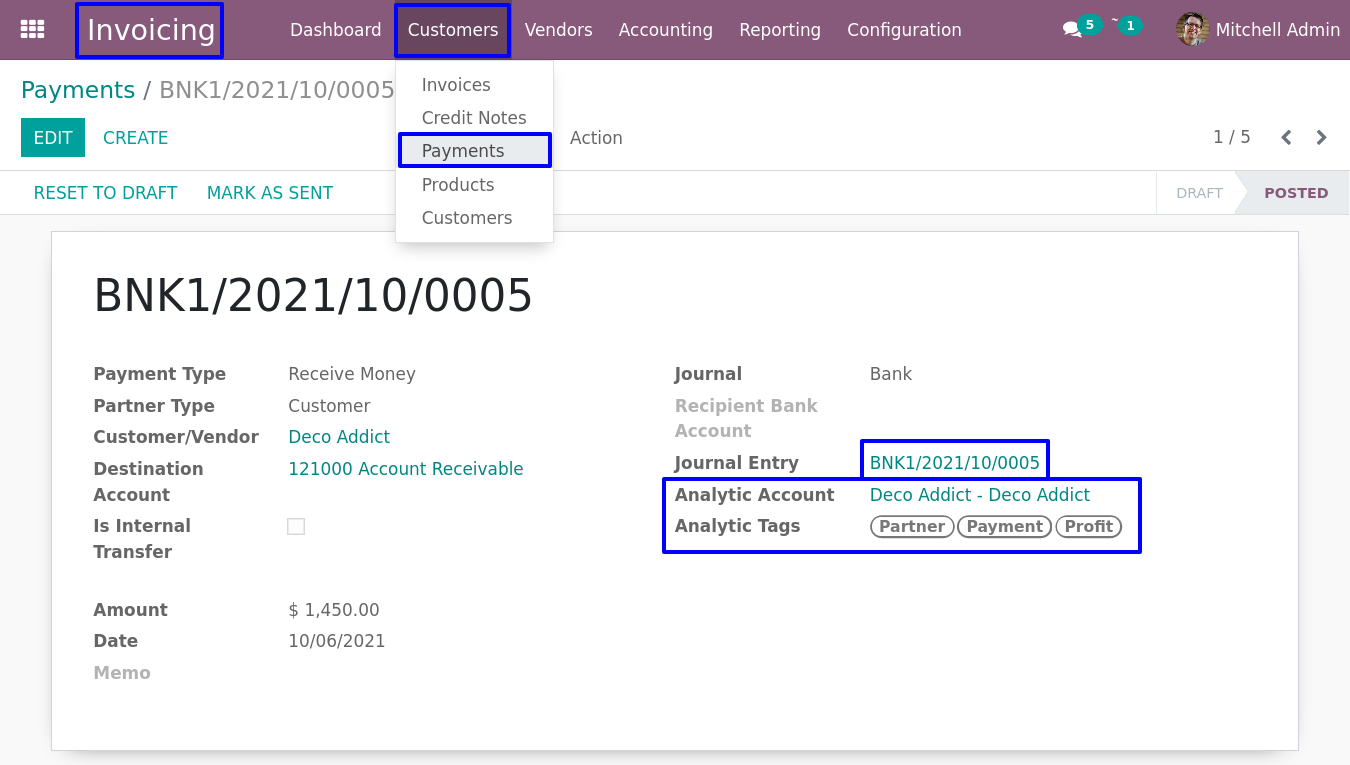 Invoicing Dashboard Customers Vendors Accounting Reporting Configuration 5 1 Mitchell Admin
Payments / BNK1/2021/10/0005
Invoices
Credit Notes
Payments
Products
Customers
EDIT CREATE Action 1 / 5
RESET TO DRAFT MARK AS SENT DRAFT POSTED
BNK1/2021/10/0005
Payment Type Receive Money
Partner Type Customer
Customer/Vendor Deco Addict
Destination Account 121000 Account Receivable
Is Internal Transfer
Amount $ 1,450.00
Date 10/06/2021
Memo
Journal Bank
Recipient Bank
Account
Journal Entry BNK1/2021/10/0005
Analytic Account Deco Addict - Deco Addict
Analytic Tags Partner Payment Profit